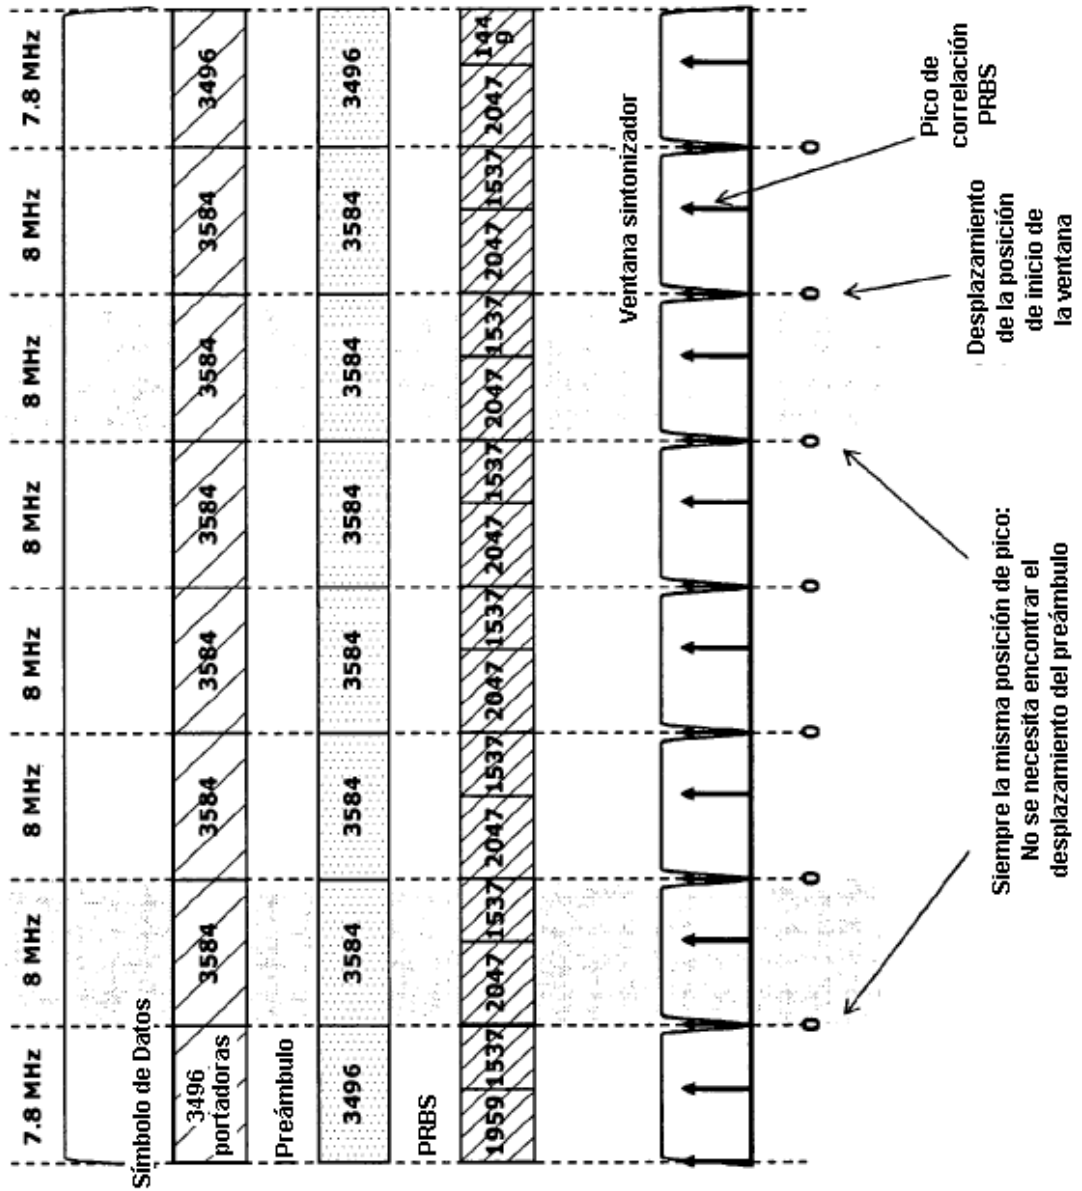 7.8 MHz
8 MHz
8 MHz
8 MHz
8 MHz
8 MHz
8 MHz
7.8 MHz
Símbolo de Datos
3496
portadoras
3584
3584
3584
3584
3584
3584
3496
Preámbulo
3496
3584
3584
3584
3584
3584
3584
3496
PRBS
1959
1537
2047
1537
2047
1537
2047
1537
2047
1537
2047
1537
2047
1537
2047
144
9
Ventana sintonizador
0
0
0
0
0
0
0
Pico de
correlación
PRBS
Desplazamiento
de la posición
de inicio de
la ventana
Siempre la misma posición de pico:
No se necesita encontrar el
desplazamiento del preámbulo